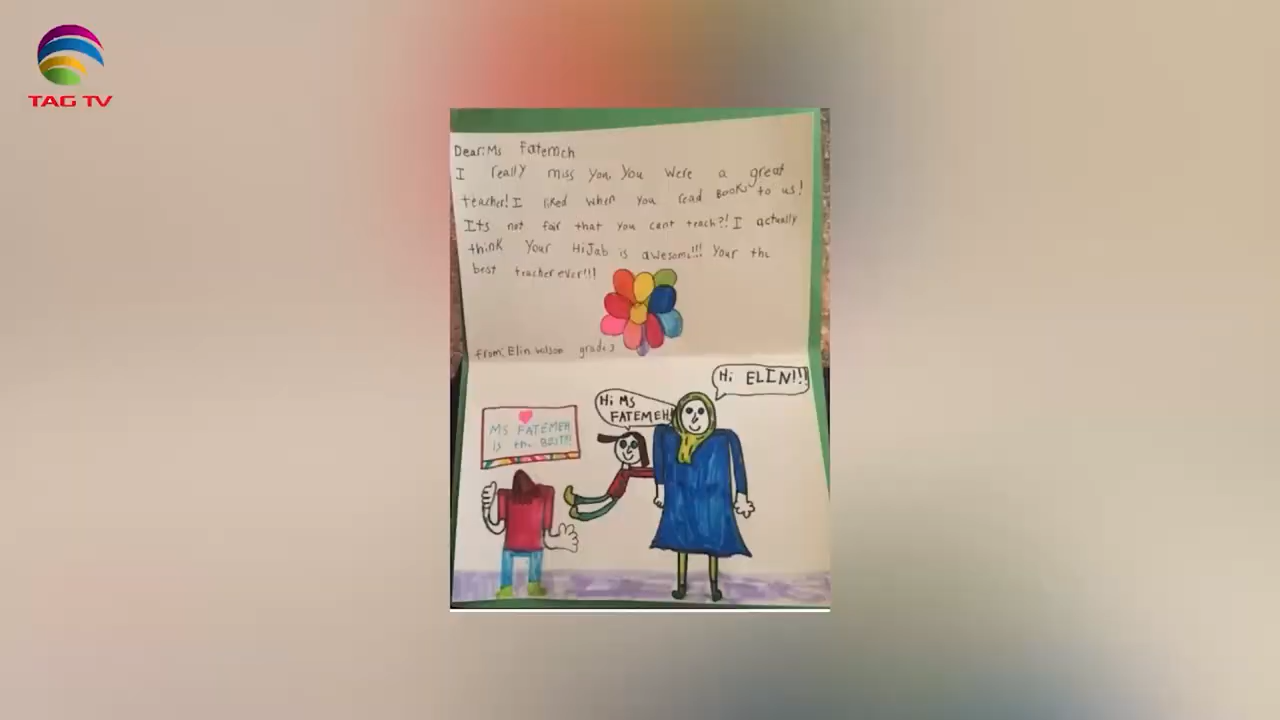 TAG TV
Dear: Ms Fatemeh
I really miss you, You were a great
teacher! I liked when you read BOOKS to us!
Its not fair that you cant teach?! I actually
think Your HiJab is awesome!!! Your the
best teacher ever!!!
from: Elin Wilson grade 3
Hi ELIN!!!
Hi Ms
FATEMEH!
Ms FATEMEH
is the BEST!!!